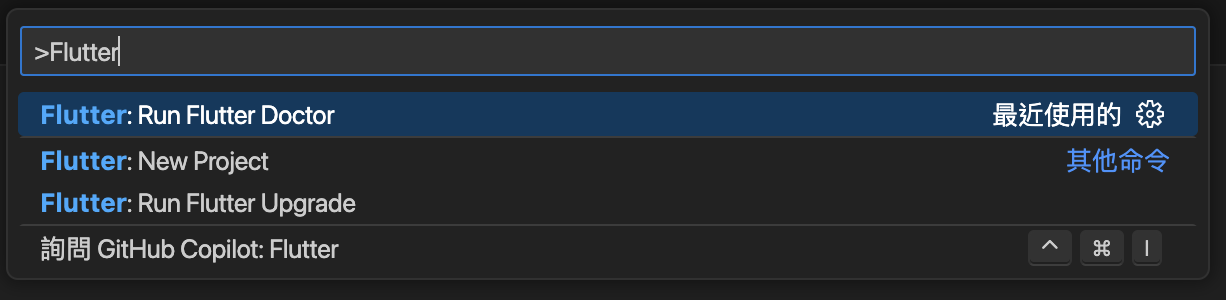 >Flutter
Flutter: Run Flutter Doctor 最近使用的
Flutter: New Project 其他命令
Flutter: Run Flutter Upgrade
詢問 GitHub Copilot: Flutter ^ ⌘ I